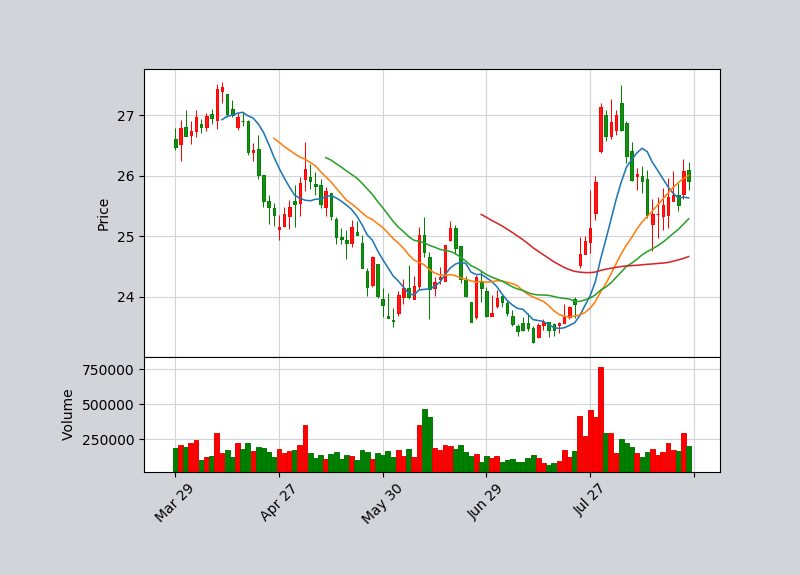 27
26
25
24
Price
750000
500000
250000
Volume
Mar 29
Apr 27
May 30
Jun 29
Jul 27